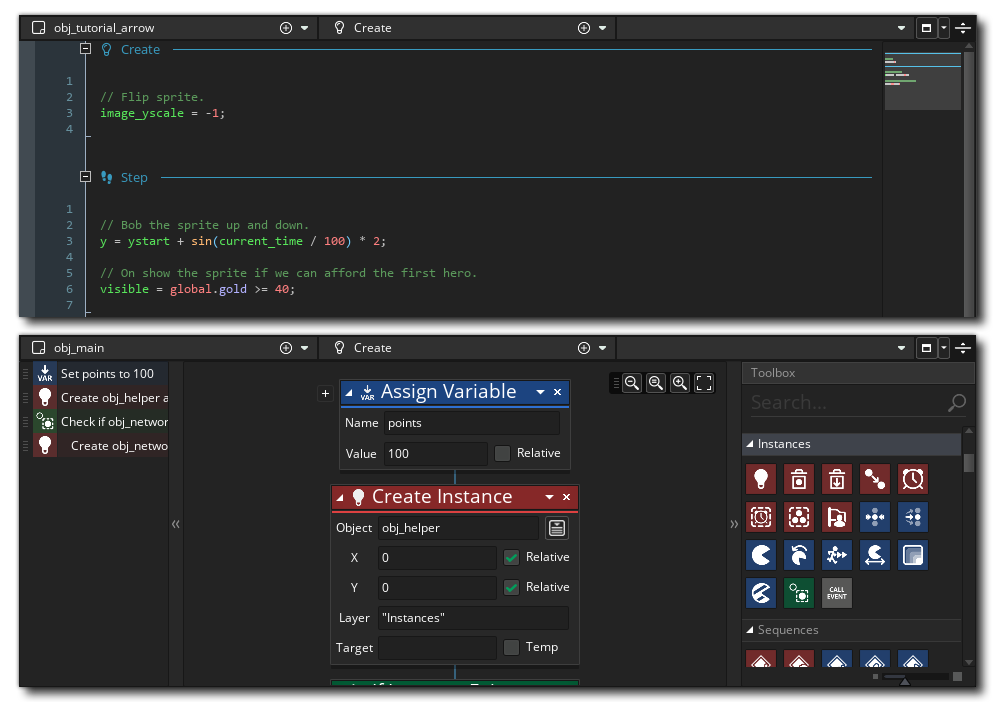 obj_tutorial_arrow
Create
Create
1
2 // Flip sprite.
3 image_yscale = -1;
4
Step
1
2 // Bob the sprite up and down.
3 y = ystart + sin(current_time / 100) * 2;
4
5 // On show the sprite if we can afford the first hero.
6 visible = global.gold >= 40;
7
obj_main
Create
Set points to 100
Create obj_helper a
Check if obj_networ
Create obj_netwo
VAR Assign Variable
Name points
Value 100 Relative
Create Instance
Object obj_helper
X 0 Relative
Y 0 Relative
Layer "Instances"
Target Temp
Toolbox
Search...
Instances
CALL
EVENT
Sequences